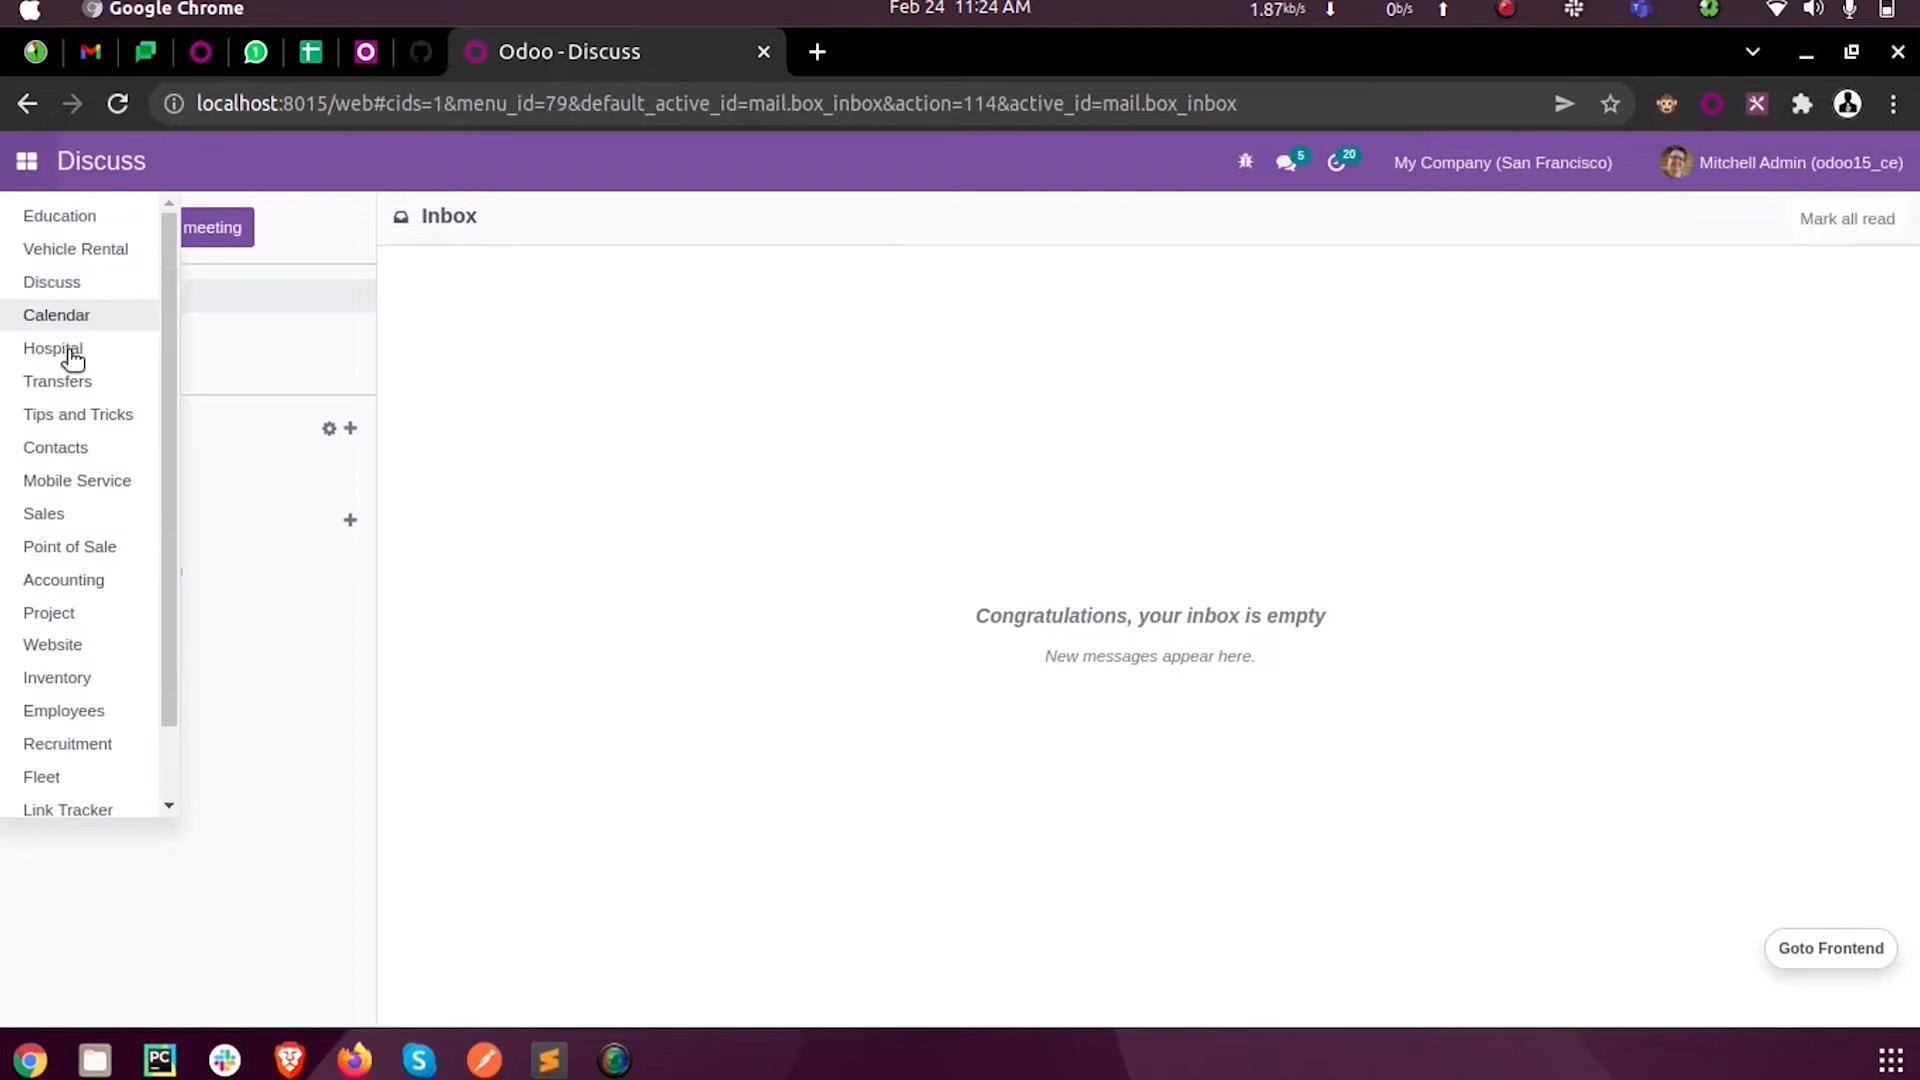 Google Chrome
Feb 24 11:24 AM
1.87kb/s
0b/s
1
Odoo - Discuss
localhost:8015/web#cids=1&menu_id=79&default_active_id=mail.box_inbox&action=114&active_id=mail.box_inbox
Discuss
5
20
My Company (San Francisco)
Mitchell Admin (odoo15_ce)
Education
meeting
Inbox
Mark all read
Vehicle Rental
Discuss
Calendar
Hospital
Transfers
Tips and Tricks
Contacts
Mobile Service
Sales
Point of Sale
Accounting
Project
Website
Inventory
Employees
Recruitment
Fleet
Link Tracker
Congratulations, your inbox is empty
New messages appear here.
Goto Frontend
PC